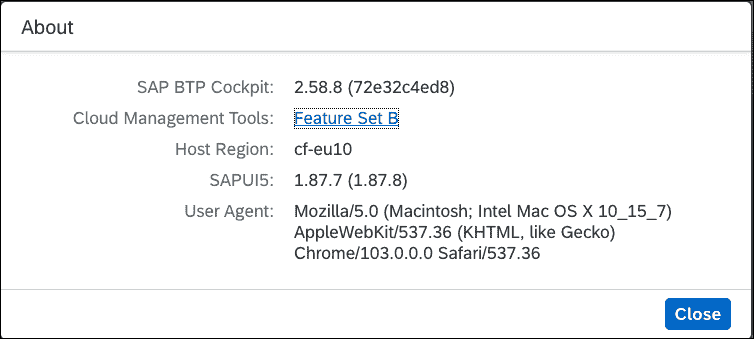 About
SAP BTP Cockpit: 2.58.8 (72e32c4ed8)
Cloud Management Tools: Feature Set B
Host Region: cf-eu10
SAPUI5: 1.87.7 (1.87.8)
User Agent: Mozilla/5.0 (Macintosh; Intel Mac OS X 10_15_7)
AppleWebKit/537.36 (KHTML, like Gecko)
Chrome/103.0.0.0 Safari/537.36
Close